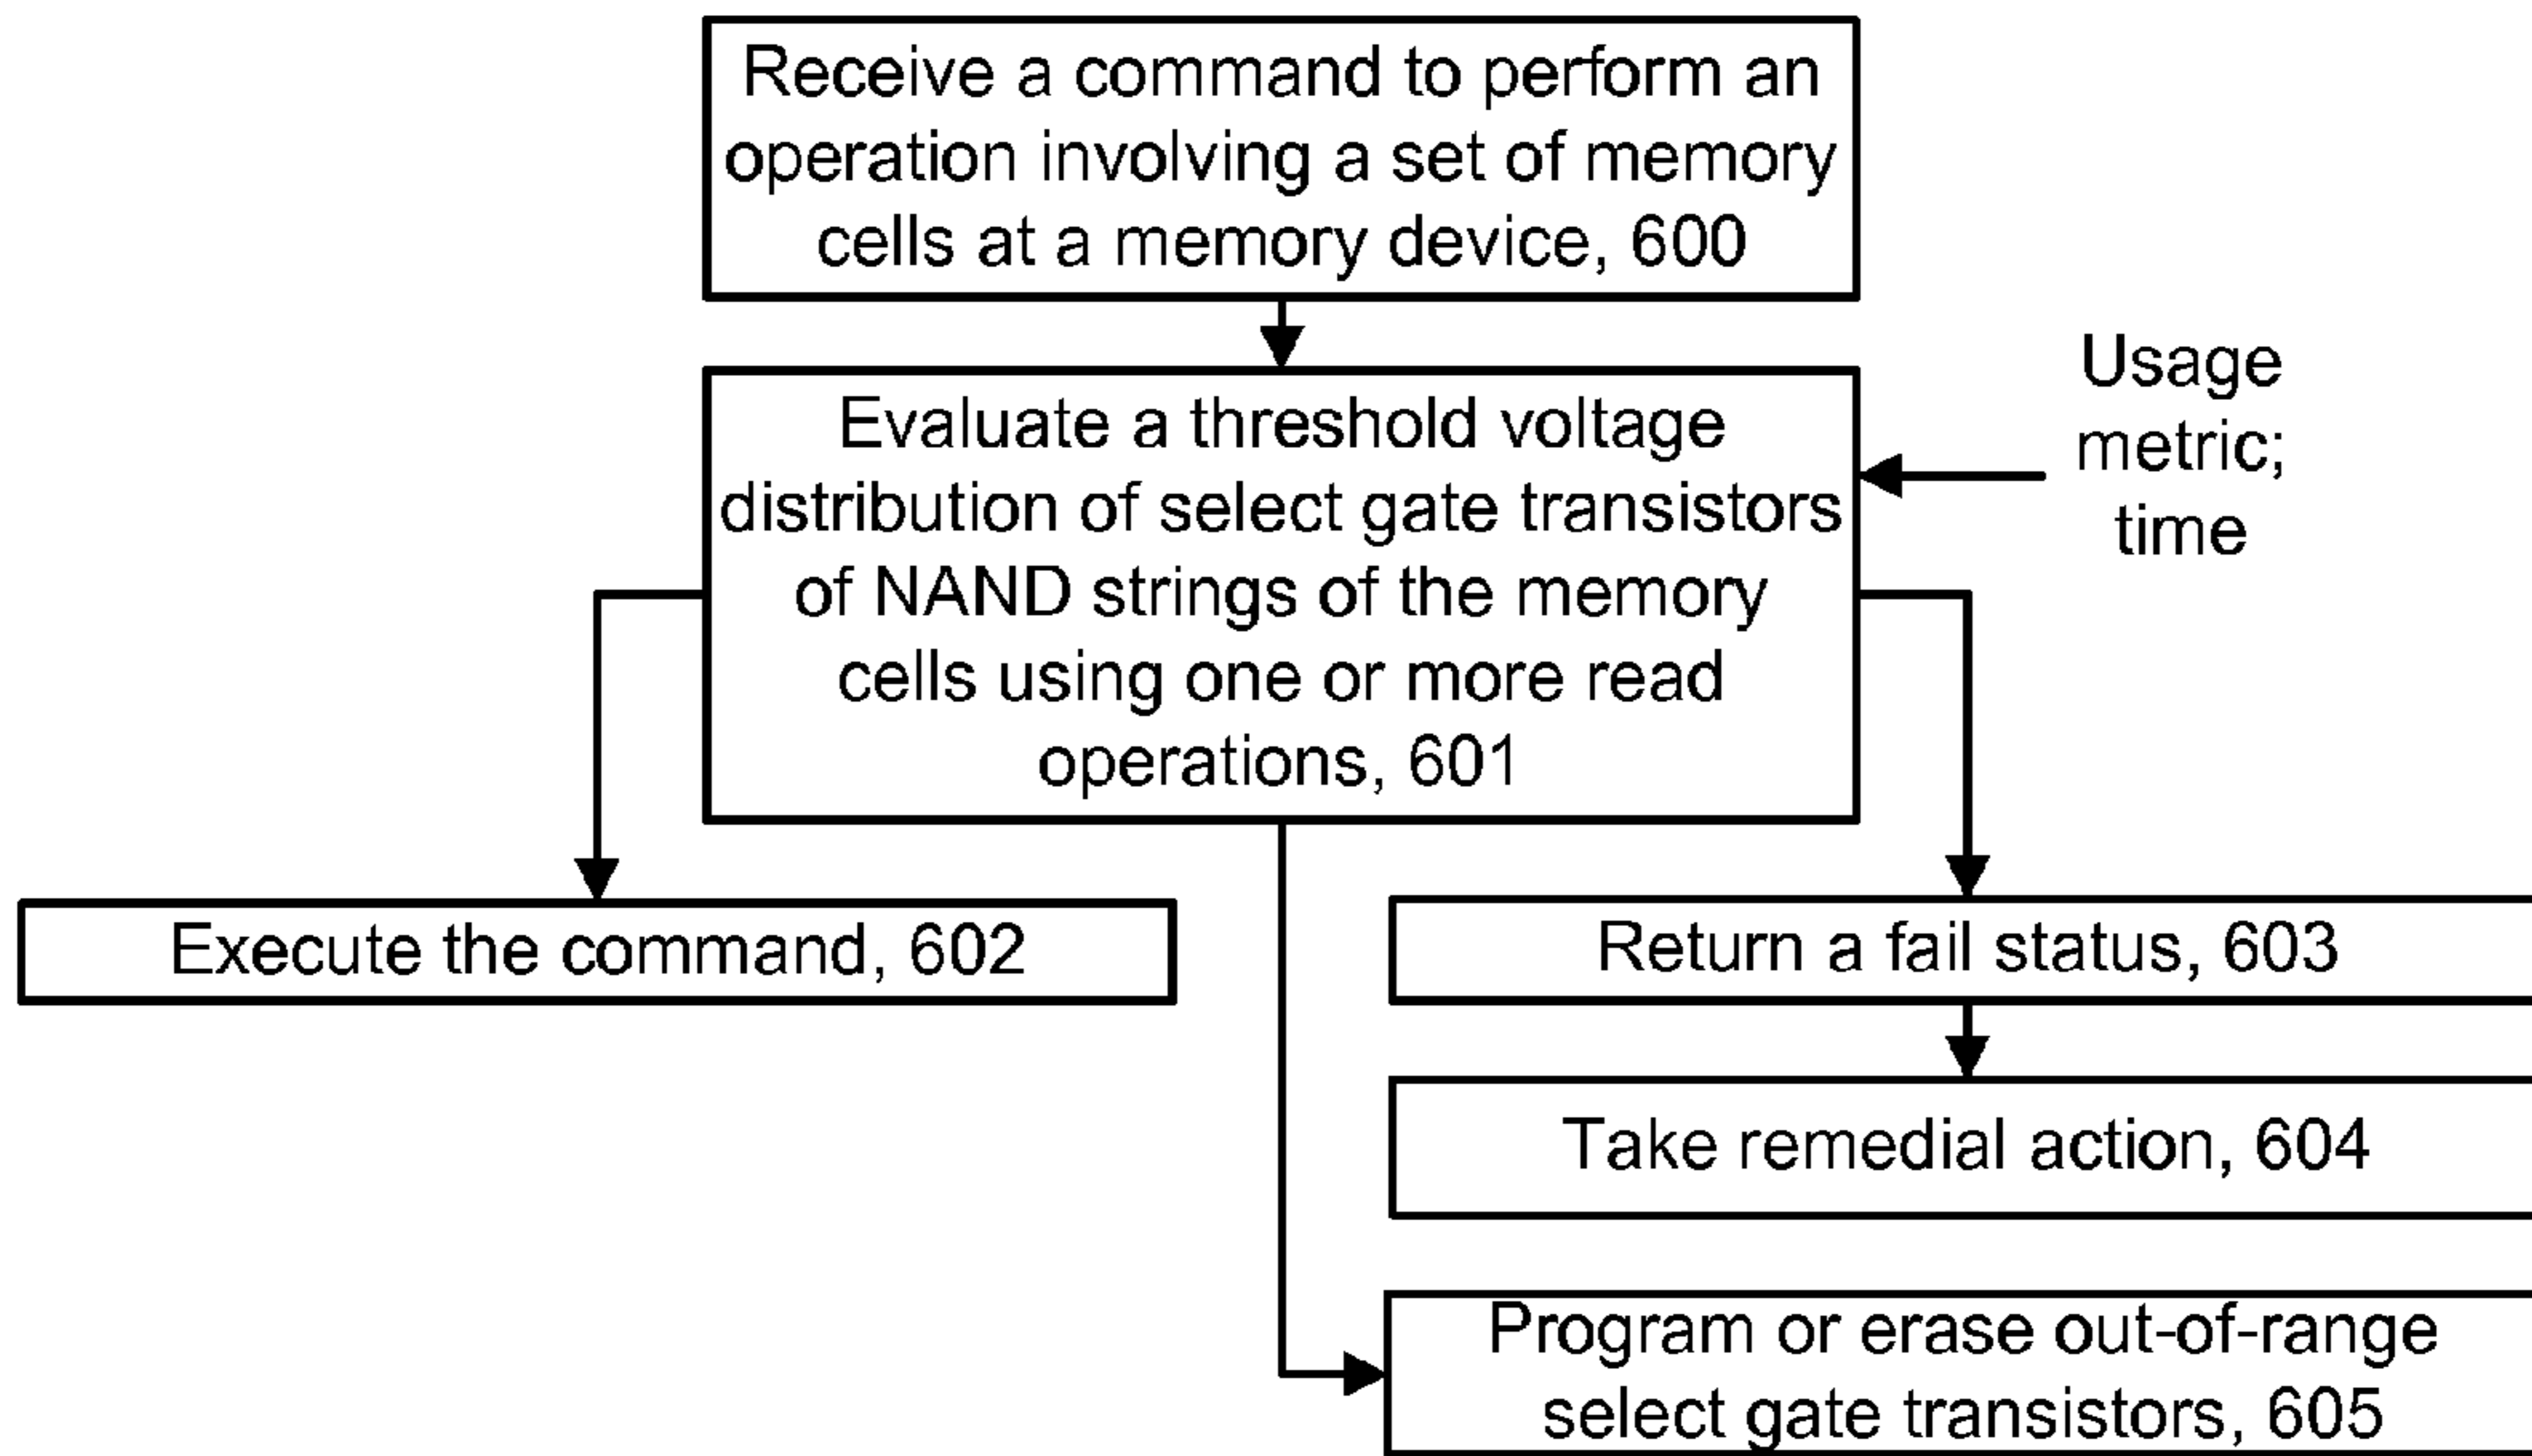 Receive a command to perform an
operation involving a set of memory
cells at a memory device, 600
Usage
metric;
time
Evaluate a threshold voltage
distribution of select gate transistors
of NAND strings of the memory
cells using one or more read
operations, 601
Execute the command, 602
Return a fail status, 603
Take remedial action, 604
Program or erase out-of-range
select gate transistors, 605